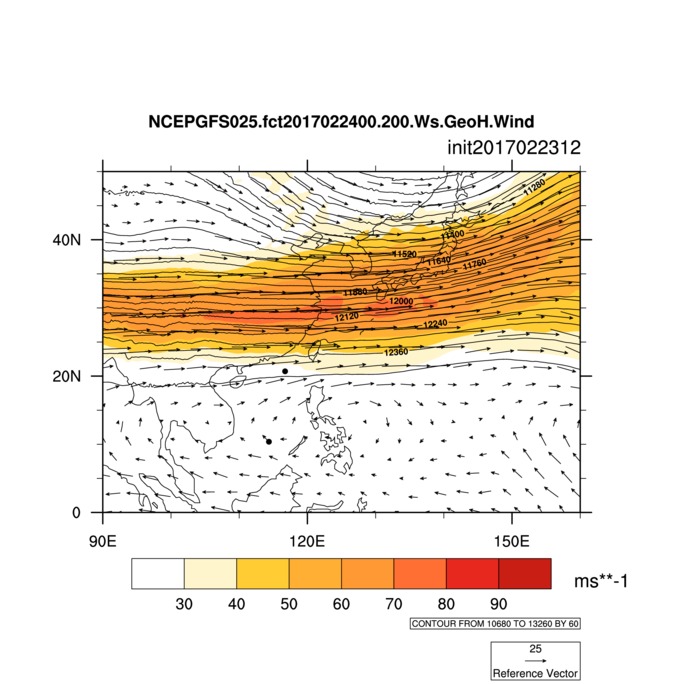 NCEPGFS025.fct2017022400.200.Ws.GeoH.Wind
init2017022312
11280
40N
11400
11520
11640
11760
11880
12000
12120
12240
12360
20N
0
90E 120E 150E
ms**-1
30 40 50 60 70 80 90
CONTOUR FROM 10680 TO 13260 BY 60
25
Reference Vector